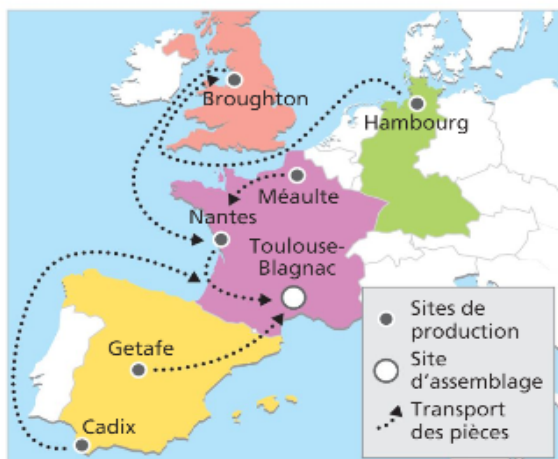 Broughton
Hambourg
Méaulte
Nantes
Toulouse-
Blagnac
Getafe
Cadix
Sites de
production
Site
d'assemblage
Transport
des pièces